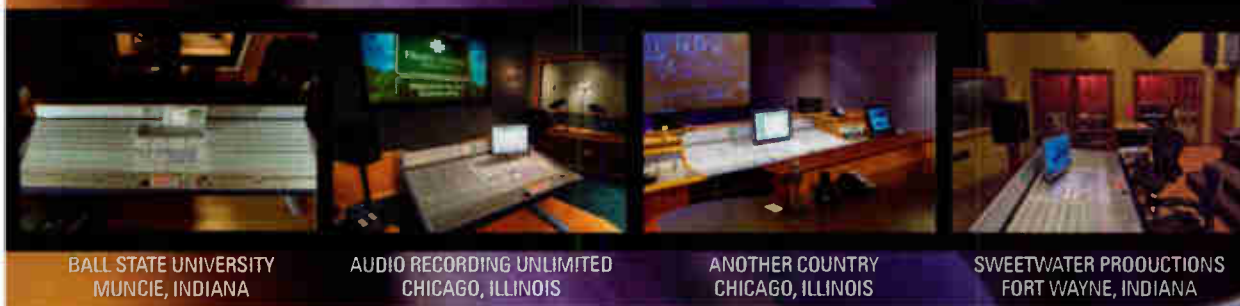 BALL STATE UNIVERSITY
MUNCIE, INDIANA
AUDIO RECORDING UNLIMITED
CHICAGO, ILLINOIS
ANOTHER COUNTRY
CHICAGO, ILLINOIS
SWEETWATER PRODUCTIONS
FORT WAYNE, INDIANA